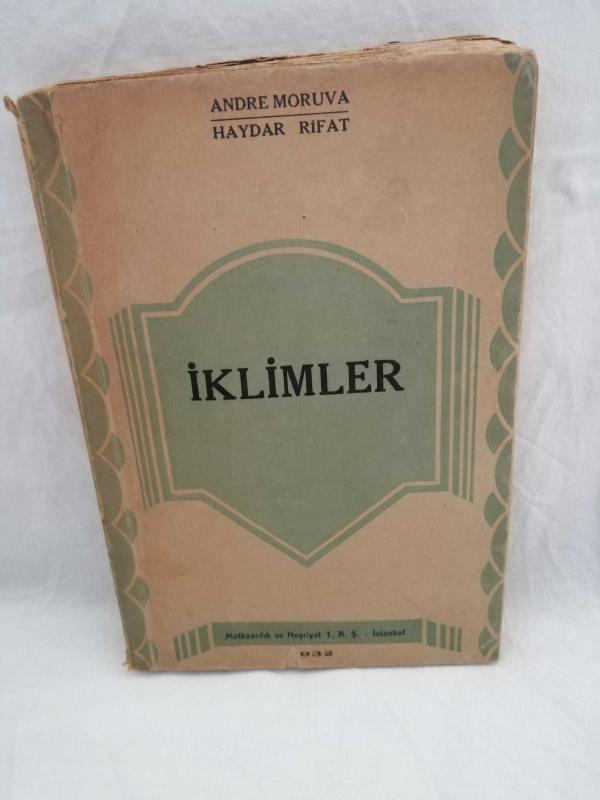 ANDRE MORUVA
HAYDAR RİFAT
İKLİMLER
Matbaacılık ve Neşriyat T. A. Ş. - İstanbul
932